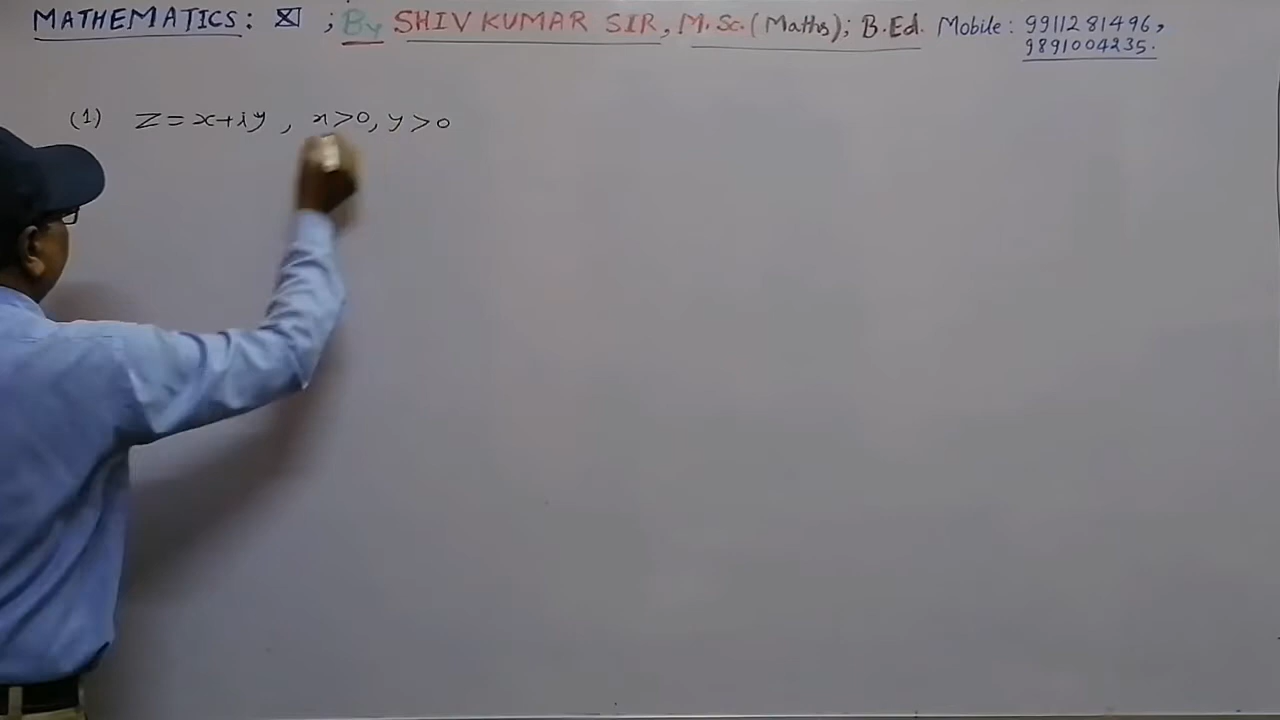 MATHEMATICS: XI ; By SHIV KUMAR SIR, M.Sc.(Maths); B.Ed. Mobile: 9911281496,
9891004235.
(1) z = x+iy , x>0, y>0